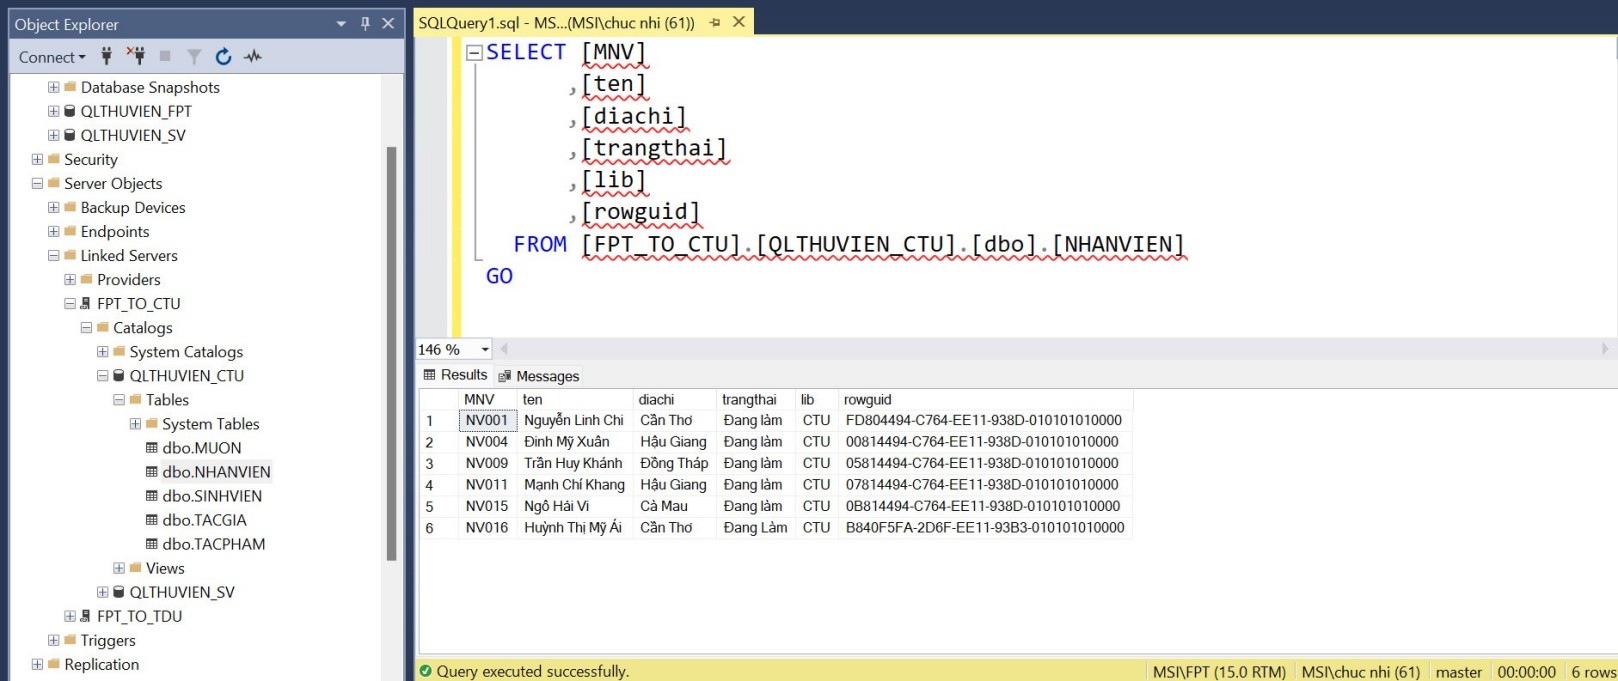 Object Explorer
Connect
Database Snapshots
QLTHUVIEN_FPT
QLTHUVIEN_SV
Security
Server Objects
Backup Devices
Endpoints
Linked Servers
Providers
FPT_TO_CTU
Catalogs
System Catalogs
QLTHUVIEN_CTU
Tables
System Tables
dbo.MUON
dbo.NHANVIEN
dbo.SINHVIEN
dbo.TACGIA
dbo.TACPHAM
Views
QLTHUVIEN_SV
FPT_TO_TDU
Triggers
Replication
SQLQuery1.sql - MS...(MSI\chuc nhi (61))
SELECT [MNV]
,[ten]
,[diachi]
,[trangthai]
,[lib]
,[rowguid]
FROM [FPT_TO_CTU].[QLTHUVIEN_CTU].[dbo].[NHANVIEN]
GO
146 %
Results Messages
MNV ten diachi trangthai lib rowguid
1 NV001 Nguyễn Linh Chi Cần Thơ Đang làm CTU FD804494-C764-EE11-938D-010101010000
2 NV004 Đinh Mỹ Xuân Hậu Giang Đang làm CTU 00814494-C764-EE11-938D-010101010000
3 NV009 Trần Huy Khánh Đồng Tháp Đang làm CTU 05814494-C764-EE11-938D-010101010000
4 NV011 Mạnh Chí Khang Hậu Giang Đang làm CTU 07814494-C764-EE11-938D-010101010000
5 NV015 Ngô Hải Vi Cà Mau Đang làm CTU 0B814494-C764-EE11-938D-010101010000
6 NV016 Huỳnh Thị Mỹ Ái Cần Thơ Đang Làm CTU B840F5FA-2D6F-EE11-93B3-010101010000
Query executed successfully. MSI\FPT (15.0 RTM) MSI\chuc nhi (61) master 00:00:00 6 rows